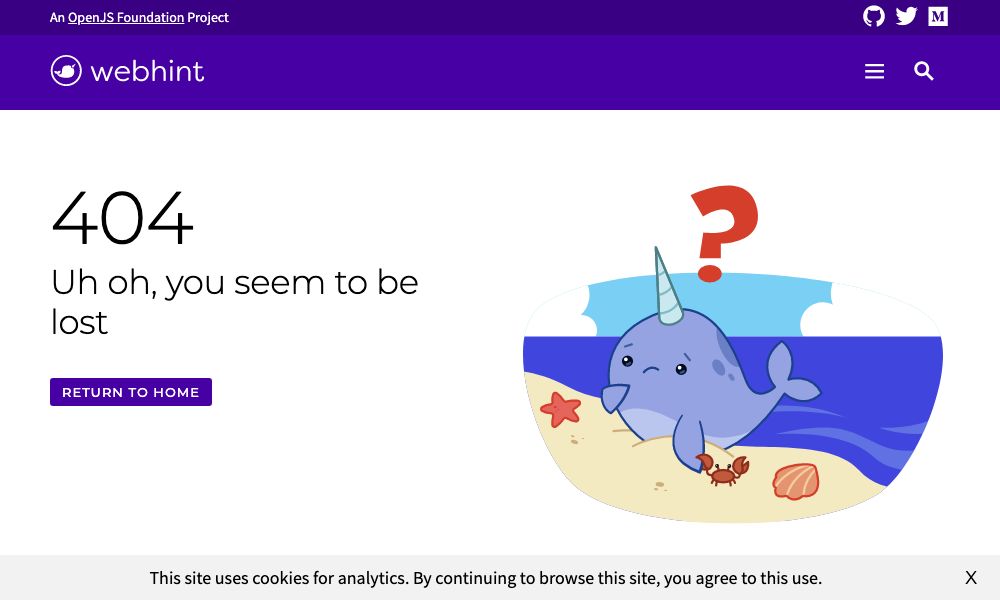 An OpenJS Foundation Project
M
webhint
404
Uh oh, you seem to be
lost
RETURN TO HOME
?
This site uses cookies for analytics. By continuing to browse this site, you agree to this use.
X